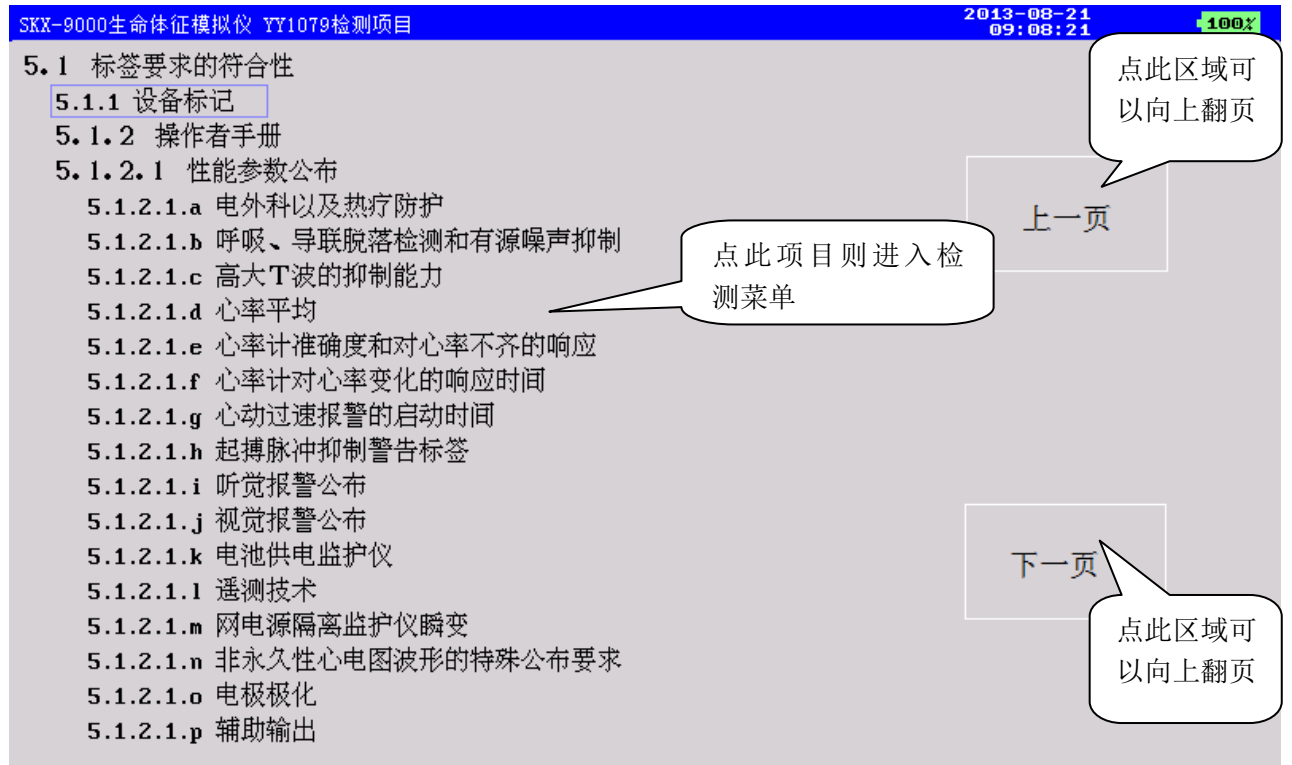 SKX-9000生命体征模拟仪 YY1079检测项目
2013-08-21
09:08:21
100%
5.1 标签要求的符合性
5.1.1 设备标记
5.1.2 操作者手册
5.1.2.1 性能参数公布
5.1.2.1.a 电外科以及热疗防护
5.1.2.1.b 呼吸、导联脱落检测和有源噪声抑制
5.1.2.1.c 高大T波的抑制能力
5.1.2.1.d 心率平均
5.1.2.1.e 心率计准确度和对心率不齐的响应
5.1.2.1.f 心率计对心率变化的响应时间
5.1.2.1.g 心动过速报警的启动时间
5.1.2.1.h 起搏脉冲抑制警告标签
5.1.2.1.i 听觉报警公布
5.1.2.1.j 视觉报警公布
5.1.2.1.k 电池供电监护仪
5.1.2.1.l 遥测技术
5.1.2.1.m 网电源隔离监护仪瞬变
5.1.2.1.n 非永久性心电图波形的特殊公布要求
5.1.2.1.o 电极极化
5.1.2.1.p 辅助输出
点此区域可
以向上翻页
上一页
点此项目则进入检
测菜单
下一页
点此区域可
以向上翻页